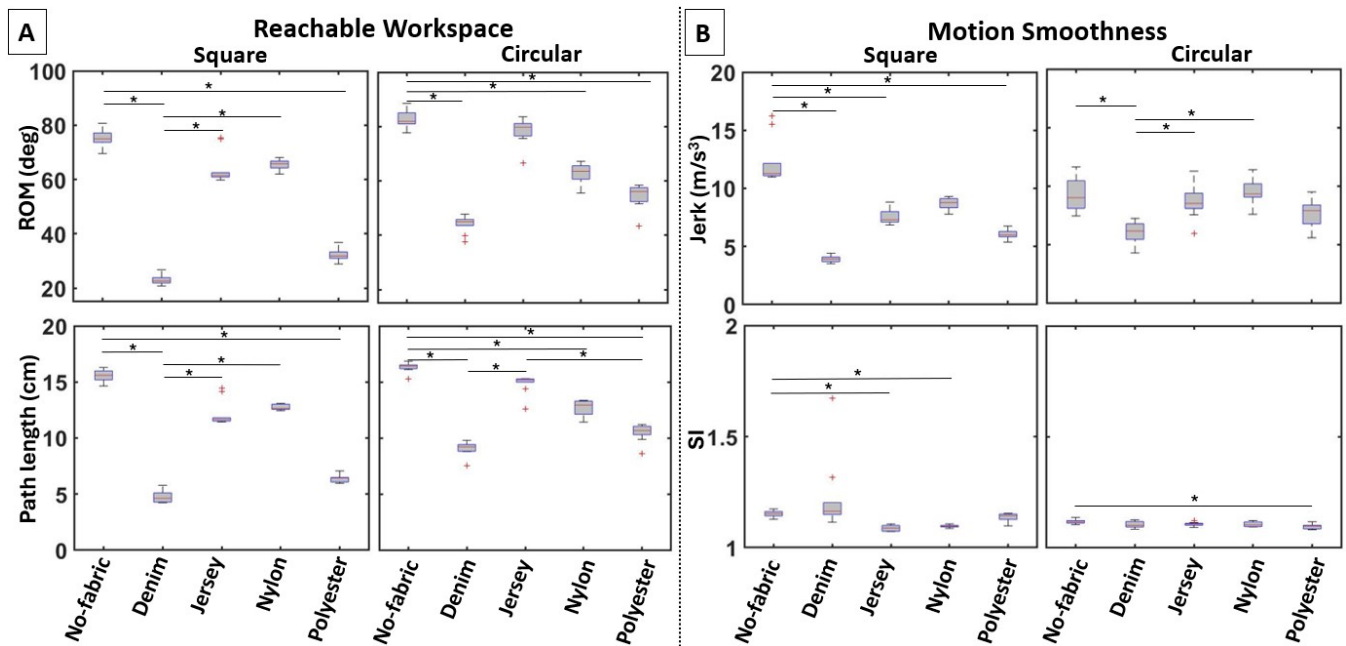 A
Reachable Workspace
Square
Circular
ROM (deg)
100
80
60
40
20
* * * *
* * *
+ + + + +
Path length (cm)
20
15
10
5
0
* * * *
* * * * *
+ + + + + + + +
No-fabric
Denim
Jersey
Nylon
Polyester
No-fabric
Denim
Jersey
Nylon
Polyester
B
Motion Smoothness
Square
Circular
Jerk (m/s³)
20
15
10
5
0
* * *
* * *
SI
2
1.5
1
* *
*
No-fabric
Denim
Jersey
Nylon
Polyester
No-fabric
Denim
Jersey
Nylon
Polyester